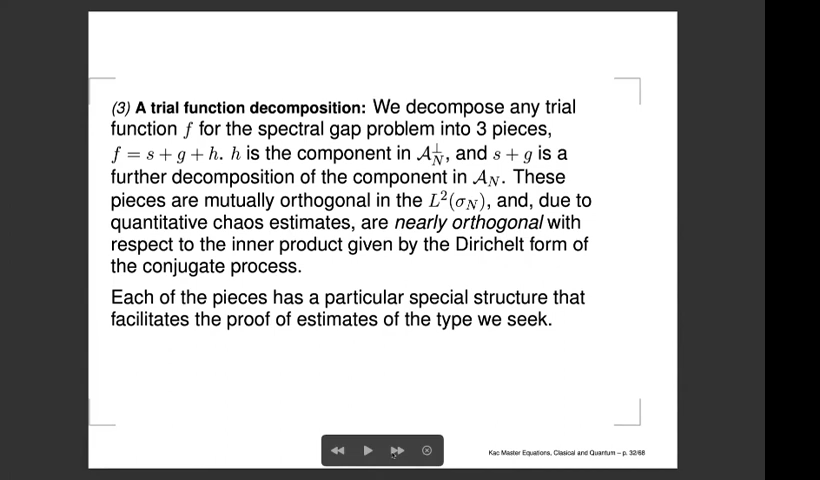 (3) A trial function decomposition: We decompose any trial
function f for the spectral gap problem into 3 pieces,
f = s + g + h. h is the component in 𝒜_N^⊥, and s + g is a
further decomposition of the component in 𝒜_N. These
pieces are mutually orthogonal in the L²(σ_N), and, due to
quantitative chaos estimates, are nearly orthogonal with
respect to the inner product given by the Dirichelt form of
the conjugate process.
Each of the pieces has a particular special structure that
facilitates the proof of estimates of the type we seek.
Kac Master Equations, Clasical and Quantum – p. 32/68